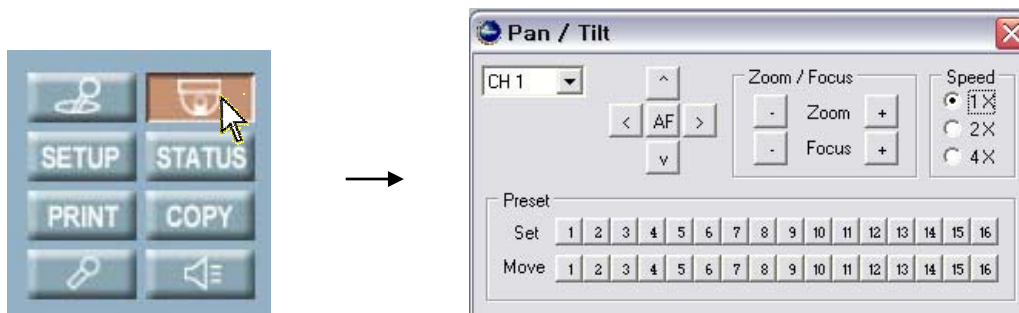 SETUP STATUS
PRINT COPY
Pan / Tilt
CH 1
^
< AF >
v
Zoom / Focus
- Zoom +
- Focus +
Speed
1X
2X
4X
Preset
Set 1 2 3 4 5 6 7 8 9 10 11 12 13 14 15 16
Move 1 2 3 4 5 6 7 8 9 10 11 12 13 14 15 16